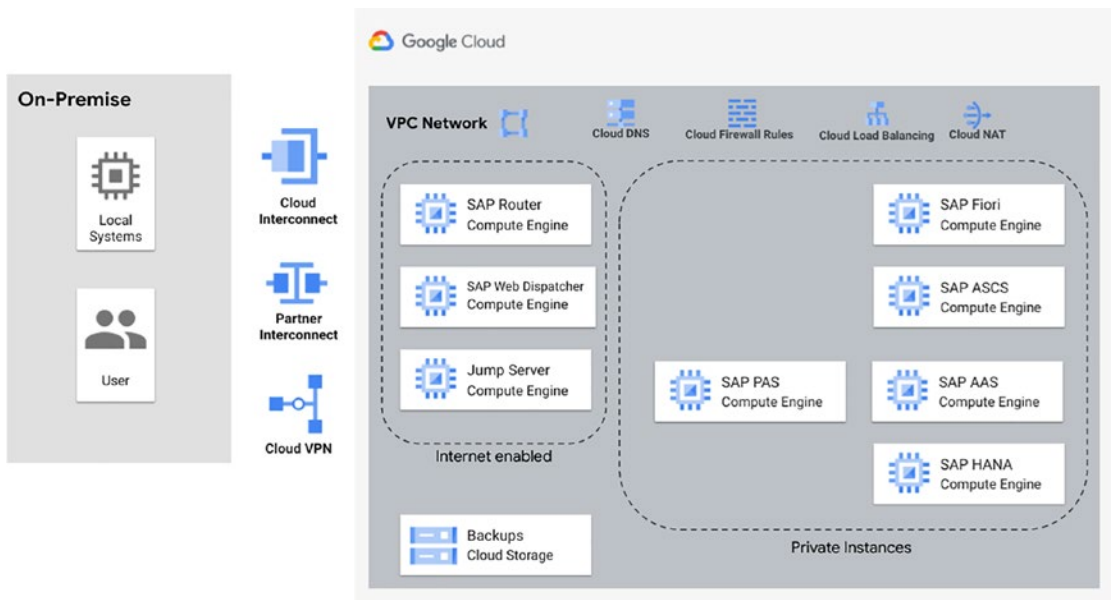 Google Cloud
On-Premise
Local
Systems
User
Cloud
Interconnect
Partner
Interconnect
Cloud VPN
VPC Network
Cloud DNS
Cloud Firewall Rules
Cloud Load Balancing
Cloud NAT
SAP Router
Compute Engine
SAP Web Dispatcher
Compute Engine
Jump Server
Compute Engine
Internet enabled
Backups
Cloud Storage
SAP Fiori
Compute Engine
SAP ASCS
Compute Engine
SAP PAS
Compute Engine
SAP AAS
Compute Engine
SAP HANA
Compute Engine
Private Instances